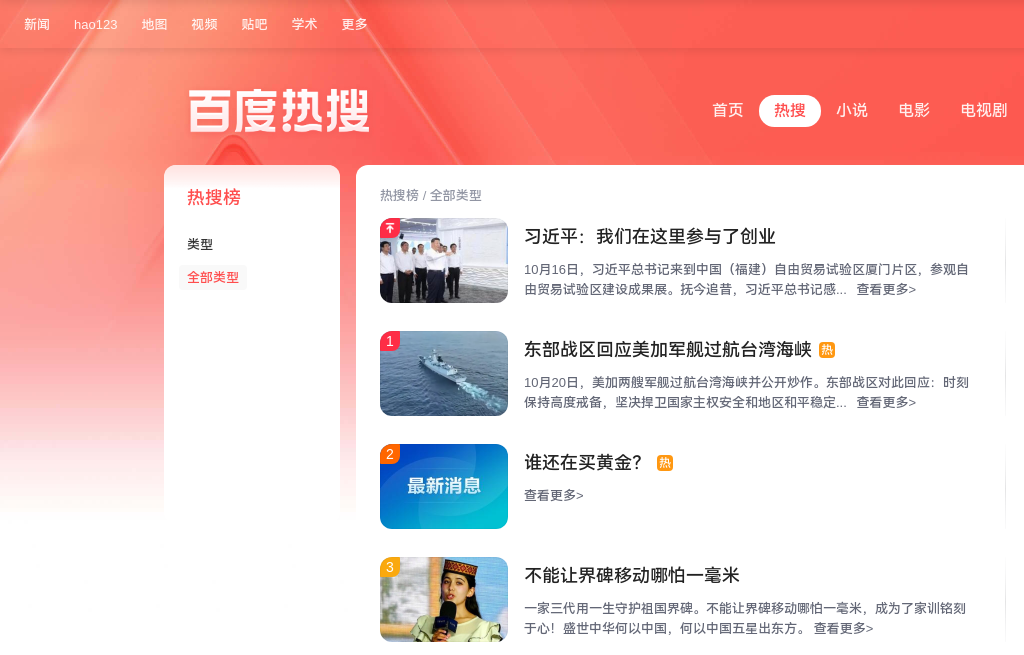 新闻 hao123 地图 视频 贴吧 学术 更多
百度热搜
首页 热搜 小说 电影 电视剧
热搜榜
类型
全部类型
热搜榜 / 全部类型
习近平：我们在这里参与了创业
10月16日，习近平总书记来到中国（福建）自由贸易试验区厦门片区，参观自
由贸易试验区建设成果展。抚今追昔，习近平总书记感... 查看更多>
1
东部战区回应美加军舰过航台湾海峡 热
10月20日，美加两艘军舰过航台湾海峡并公开炒作。东部战区对此回应：时刻
保持高度戒备，坚决捍卫国家主权安全和地区和平稳定... 查看更多>
2
最新消息
谁还在买黄金？ 热
查看更多>
3
不能让界碑移动哪怕一毫米
一家三代用一生守护祖国界碑。不能让界碑移动哪怕一毫米，成为了家训铭刻
于心！盛世中华何以中国，何以中国五星出东方。 查看更多>